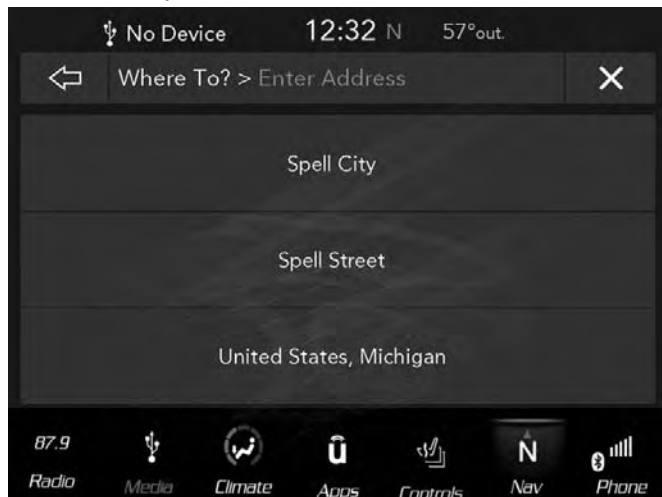 No Device 12:32 N 57°out.
Where To? > Enter Address
Spell City
Spell Street
United States, Michigan
87.9 û N
Radio Media Climate Apps Controls Nav Phone